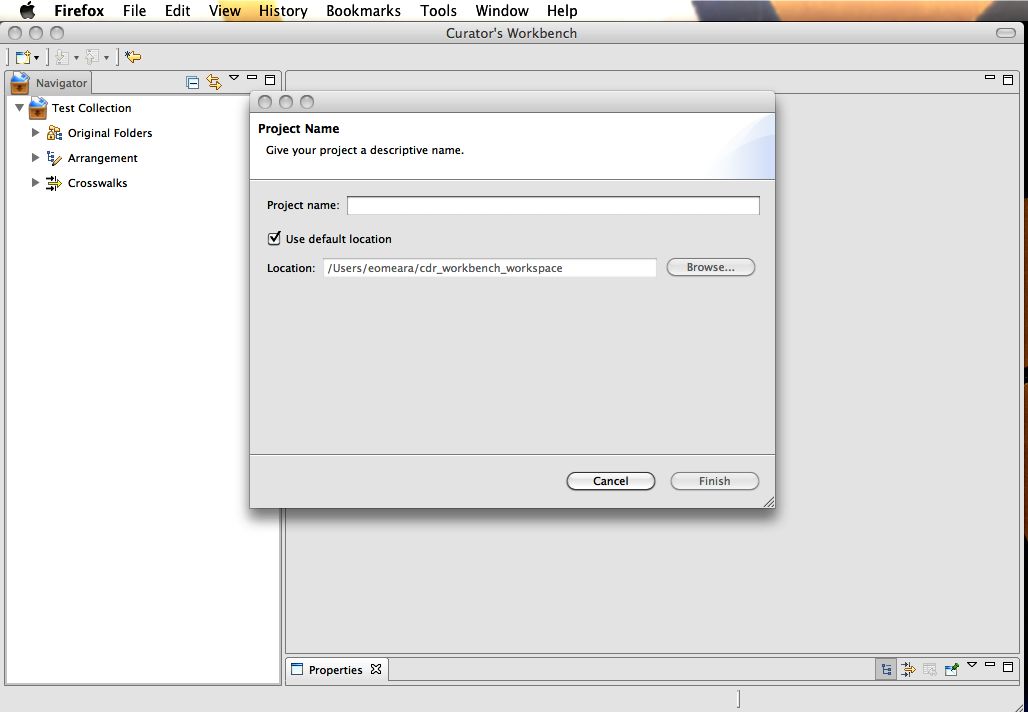 Firefox File Edit View History Bookmarks Tools Window Help
Curator's Workbench
Navigator
Test Collection
Original Folders
Arrangement
Crosswalks
Project Name
Give your project a descriptive name.
Project name:
Use default location
Location: /Users/eomeara/cdr_workbench_workspace Browse...
Cancel Finish
Properties